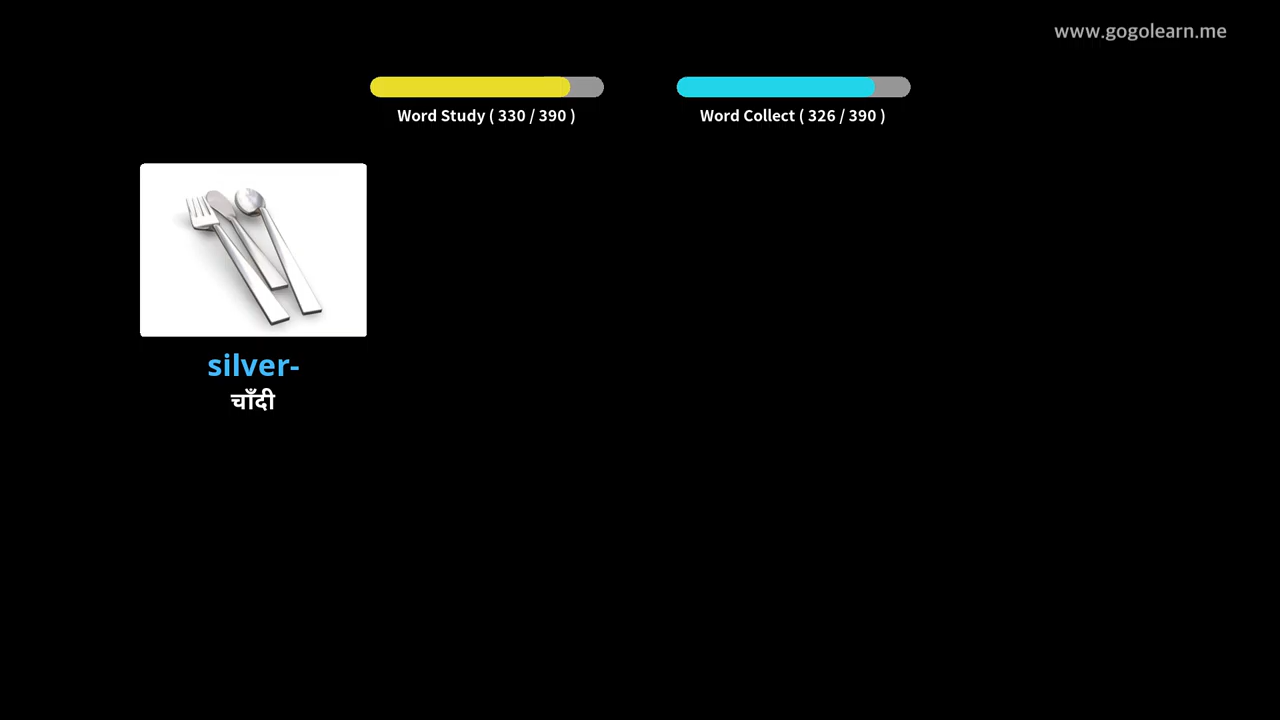 www.gogolearn.me
Word Study ( 330 / 390 )
Word Collect ( 326 / 390 )
silver-
चाँदी